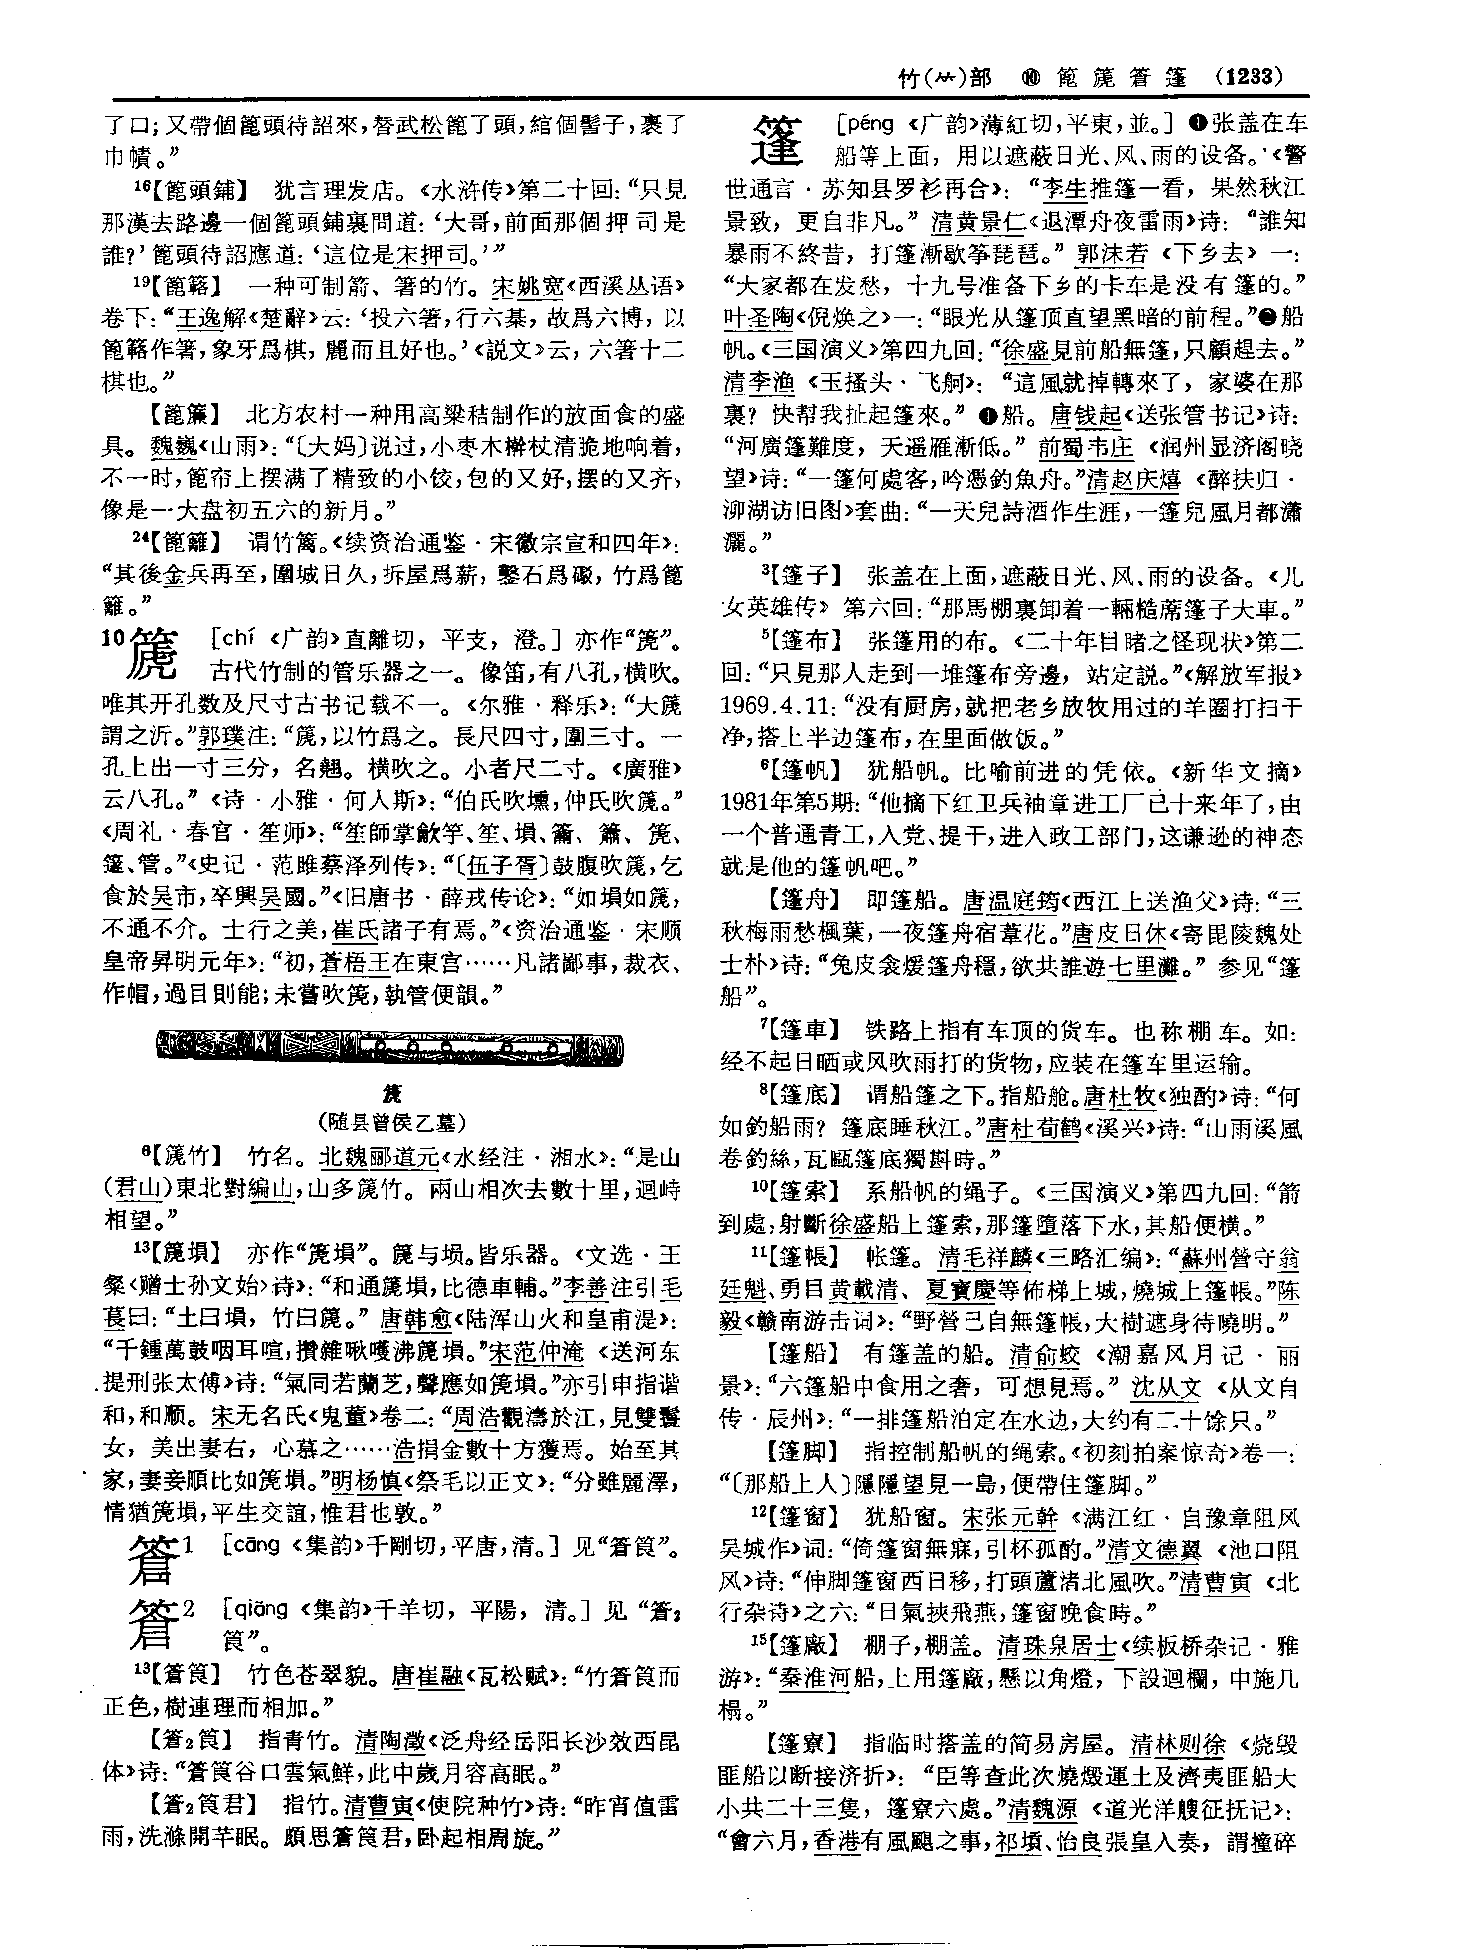 竹(⺮)部 ⑩ 篦 篪 篬 篷 (1233)
了口;又帶個篦頭待詔來,替武松篦了頭,綰個髻子,裹了
巾幘。”
16【篦頭鋪】 犹言理发店。《水浒传》第二十回:“只見
那漢去路邊一個篦頭鋪裏問道:‘大哥,前面那個押司是
誰?’篦頭待詔應道:‘這位是宋押司。’”
19【篦簬】 一种可制箭、箸的竹。宋姚宽《西溪丛语》
卷下:“王逸解《楚辭》云:‘投六箸,行六棊,故爲六博,以
篦簬作箸,象牙爲棋,麗而且好也。’《説文》云,六箸十二
棋也。”
【篦簾】 北方农村一种用高粱秸制作的放面食的盛
具。魏巍《山雨》:“〔大妈〕说过,小枣木擀杖清脆地响着,
不一时,篦帘上摆满了精致的小饺,包的又好,摆的又齐,
像是一大盘初五六的新月。”
24【篦籬】 谓竹篱。《续资治通鉴·宋徽宗宣和四年》:
“其後金兵再至,圍城日久,拆屋爲薪,鑿石爲礮,竹爲篦
籬。”
10篪 [chí 《广韵》直離切,平支,澄。] 亦作“箎”。
古代竹制的管乐器之一。像笛,有八孔,横吹。
唯其开孔数及尺寸古书记载不一。《尔雅·释乐》:“大篪
謂之沂。”郭璞注:“篪,以竹爲之。長尺四寸,圍三寸。一
孔上出一寸三分,名翹。横吹之。小者尺二寸。《廣雅》
云八孔。”《诗·小雅·何人斯》:“伯氏吹壎,仲氏吹篪。”
《周礼·春官·笙师》:“笙師掌龡竽、笙、塤、籥、簫、箎、
篴、管。”《史记·范雎蔡泽列传》:“〔伍子胥〕鼓腹吹篪,乞
食於吴市,卒興吴國。”《旧唐书·薛戎传论》:“如塤如篪,
不通不介。士行之美,崔氏諸子有焉。”《资治通鉴·宋顺
皇帝昇明元年》:“初,蒼梧王在東宫……凡諸鄙事,裁衣、
作帽,過目則能;未嘗吹箎,執管便韻。”
篪
(随县曾侯乙墓)
6【篪竹】 竹名。北魏郦道元《水经注·湘水》:“是山
(君山)東北對編山,山多篪竹。兩山相次去數十里,迴峙
相望。”
13【篪塤】 亦作“箎塤”。篪与埙。皆乐器。《文选·王
粲〈赠士孙文始〉诗》:“和通篪塤,比德車輔。”李善注引毛
萇曰:“土曰塤,竹曰篪。”唐韩愈《陆浑山火和皇甫湜》:
“千鍾萬鼓咽耳喧,攢雜啾嚄沸篪塤。”宋范仲淹《送河东
提刑张太傅》诗:“氣同若蘭芝,聲應如箎塤。”亦引申指谐
和,和顺。宋无名氏《鬼董》卷二:“周浩觀濤於江,見雙鬟
女,美出妻右,心慕之……浩捐金數十方獲焉。始至其
家,妻妾順比如箎塤。”明杨慎《祭毛以正文》:“分雖麗澤,
情猶箎塤,平生交誼,惟君也敦。”
篬1 [cāng 《集韵》千剛切,平唐,清。] 见“篬筤”。
篬2 [qiāng 《集韵》千羊切,平陽,清。] 见“篬2
筤”。
13【篬筤】 竹色苍翠貌。唐崔融《瓦松赋》:“竹篬筤而
正色,樹連理而相加。”
【篬2筤】 指青竹。清陶澂《泛舟经岳阳长沙效西昆
体》诗:“篬筤谷口雲氣鮮,此中歲月容高眠。”
【篬2筤君】 指竹。清曹寅《使院种竹》诗:“昨宵值雷
雨,洗滌開芊眠。頗思篬筤君,卧起相周旋。”
篷 [péng 《广韵》薄紅切,平東,並。] ❶张盖在车
船等上面,用以遮蔽日光、风、雨的设备。《警
世通言·苏知县罗衫再合》:“李生推篷一看,果然秋江
景致,更自非凡。”清黄景仁《退潭舟夜雷雨》诗:“誰知
暴雨不終昔,打篷漸歇筝琵琶。”郭沫若《下乡去》一:
“大家都在发愁,十九号准备下乡的卡车是没有篷的。”
叶圣陶《倪焕之》一:“眼光从篷顶直望黑暗的前程。”❷船
帆。《三国演义》第四九回:“徐盛見前船無篷,只顧趕去。”
清李渔《玉搔头·飞舸》:“這風就掉轉來了,家婆在那
裏?快幫我扯起篷來。”❸船。唐钱起《送张管书记》诗:
“河廣篷難度,天遥雁漸低。”前蜀韦庄《润州显济阁晓
望》诗:“一篷何處客,吟憑釣魚舟。”清赵庆熺《醉扶归·
泖湖访旧图》套曲:“一天兒詩酒作生涯,一篷兒風月都瀟
灑。”
3【篷子】 张盖在上面,遮蔽日光、风、雨的设备。《儿
女英雄传》第六回:“那馬棚裏卸着一輛糙蓆篷子大車。”
5【篷布】 张篷用的布。《二十年目睹之怪现状》第二
回:“只見那人走到一堆篷布旁邊,站定説。”《解放军报》
1969.4.11:“没有厨房,就把老乡放牧用过的羊圈打扫干
净,搭上半边篷布,在里面做饭。”
6【篷帆】 犹船帆。比喻前进的凭依。《新华文摘》
1981年第5期:“他摘下红卫兵袖章进工厂已十来年了,由
一个普通青工,入党、提干,进入政工部门,这谦逊的神态
就是他的篷帆吧。”
【篷舟】 即篷船。唐温庭筠《西江上送渔父》诗:“三
秋梅雨愁楓葉,一夜篷舟宿葦花。”唐皮日休《寄毘陵魏处
士朴》诗:“兔皮衾煖篷舟穩,欲共誰遊七里灘。”参见“篷
船”。
7【篷車】 铁路上指有车顶的货车。也称棚车。如:
经不起日晒或风吹雨打的货物,应装在篷车里运输。
8【篷底】 谓船篷之下。指船舱。唐杜牧《独酌》诗:“何
如釣船雨?篷底睡秋江。”唐杜荀鹤《溪兴》诗:“山雨溪風
卷釣絲,瓦甌篷底獨斟時。”
10【篷索】 系船帆的绳子。《三国演义》第四九回:“箭
到處,射斷徐盛船上篷索,那篷墮落下水,其船便横。”
11【篷帳】 帐篷。清毛祥麟《三略汇编》:“蘇州營守翁
廷魁、勇目黄載清、夏寶慶等佈梯上城,燒城上篷帳。”陈
毅《赣南游击词》:“野營已自無篷帳,大樹遮身待曉明。”
【篷船】 有篷盖的船。清俞蛟《潮嘉风月记·丽
景》:“六篷船中食用之奢,可想見焉。”沈从文《从文自
传·辰州》:“一排篷船泊定在水边,大约有二十馀只。”
【篷脚】 指控制船帆的绳索。《初刻拍案惊奇》卷一:
“〔那船上人〕隱隱望見一島,便帶住篷脚。”
12【篷窗】 犹船窗。宋张元幹《满江红·自豫章阻风
吴城作》词:“倚篷窗無寐,引杯孤酌。”清文德翼《池口阻
风》诗:“伸脚篷窗西日移,打頭蘆渚北風吹。”清曹寅《北
行杂诗》之六:“日氣挾飛燕,篷窗晚食時。”
15【篷廠】 棚子,棚盖。清珠泉居士《续板桥杂记·雅
游》:“秦淮河船,上用篷廠,懸以角燈,下設迴欄,中施几
榻。”
【篷寮】 指临时搭盖的简易房屋。清林则徐《烧毁
匪船以断接济折》:“臣等查此次燒燬運土及濟夷匪船大
小共二十三隻,篷寮六處。”清魏源《道光洋艘征抚记》:
“會六月,香港有風颶之事,祁墳、怡良張皇入奏,謂撞碎